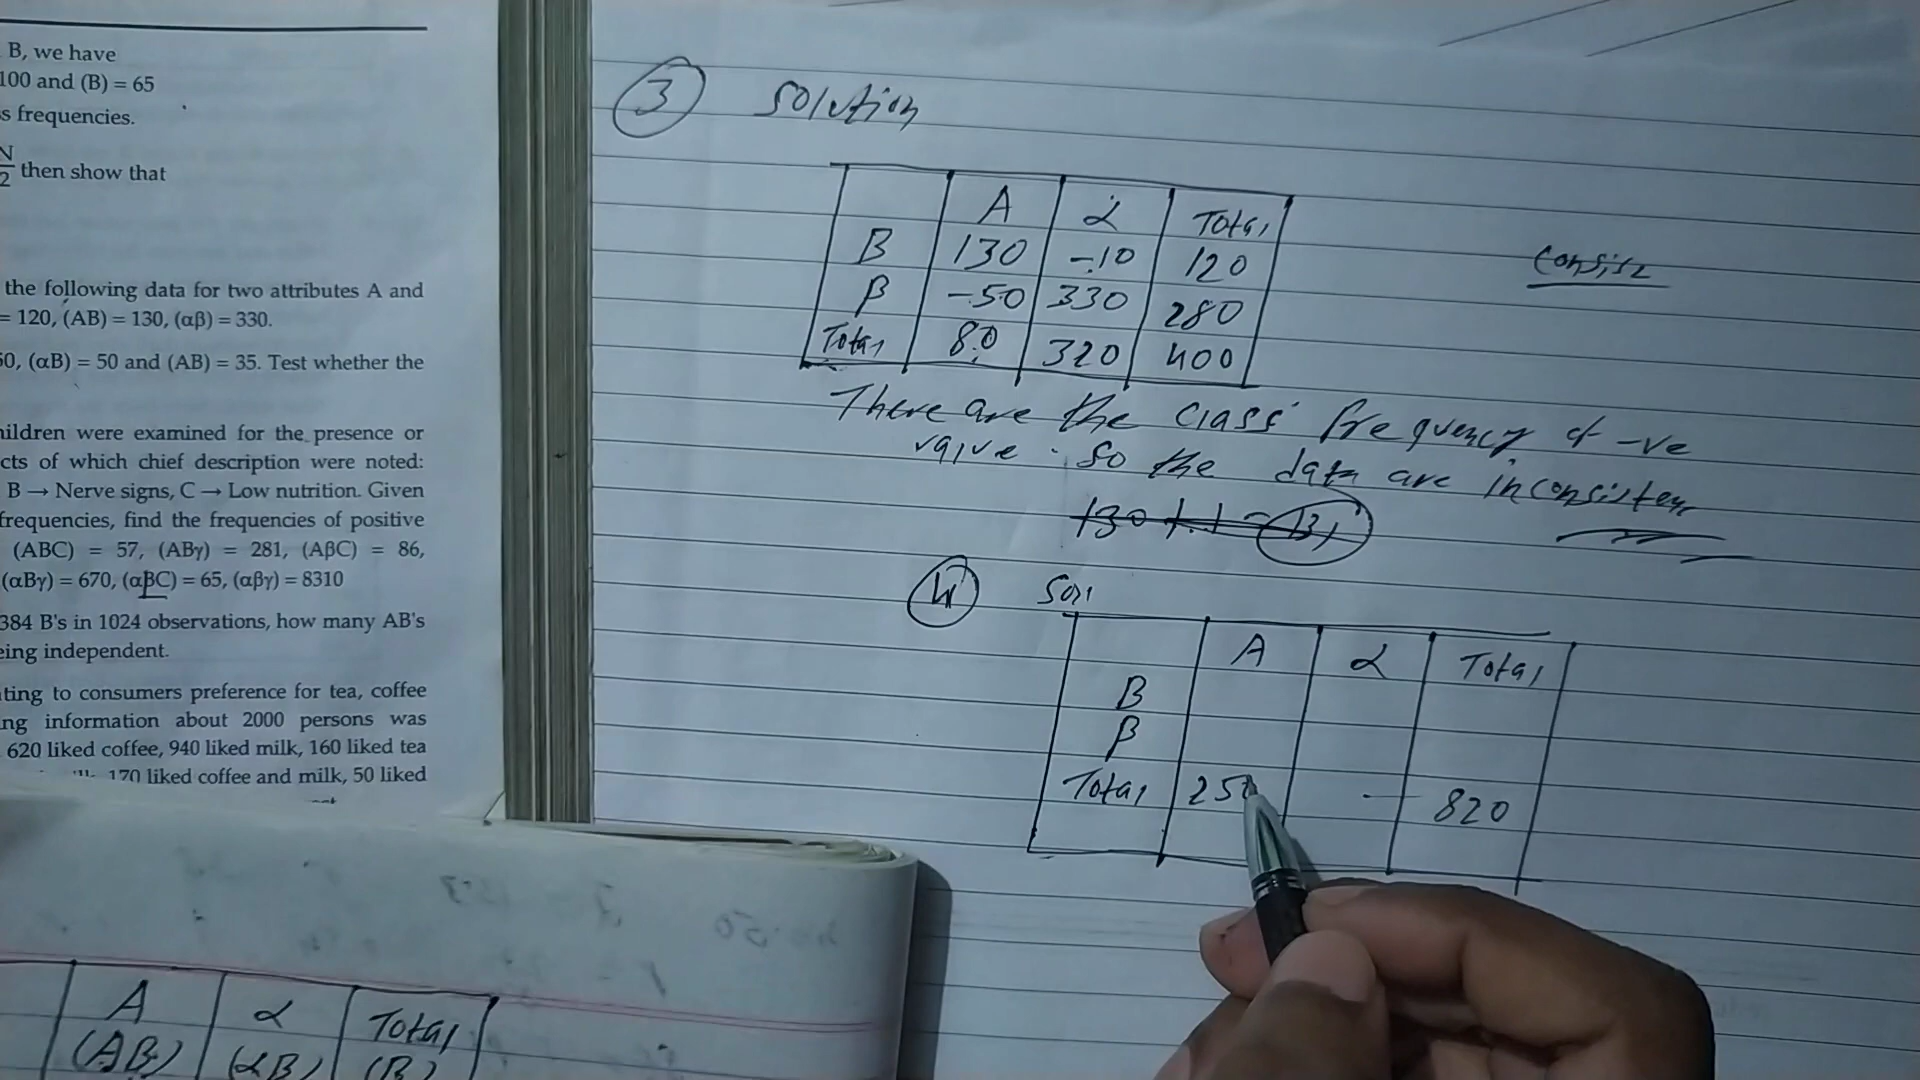 B, we have
100 and (B) = 65
s frequencies.
N
2 then show that
the following data for two attributes A and
= 120, (AB) = 130, (αβ) = 330.
60, (αB) = 50 and (AB) = 35. Test whether the
hildren were examined for the presence or
cts of which chief description were noted:
B → Nerve signs, C → Low nutrition. Given
frequencies, find the frequencies of positive
(ABC) = 57, (ABγ) = 281, (AβC) = 86,
(αBγ) = 670, (αβC) = 65, (αβγ) = 8310
384 B's in 1024 observations, how many AB's
eing independent.
ting to consumers preference for tea, coffee
ng information about 2000 persons was
620 liked coffee, 940 liked milk, 160 liked tea
170 liked coffee and milk, 50 liked
3 Solution
A α Total
B 130 -10 120
β -50 330 280
Total 80 320 400
Consis
There are the class frequency of -ve
value. So the data are inconsistent
4 Soln
A α Total
B
β
Total 250 820
A α Total
(AB) (αB) (B)